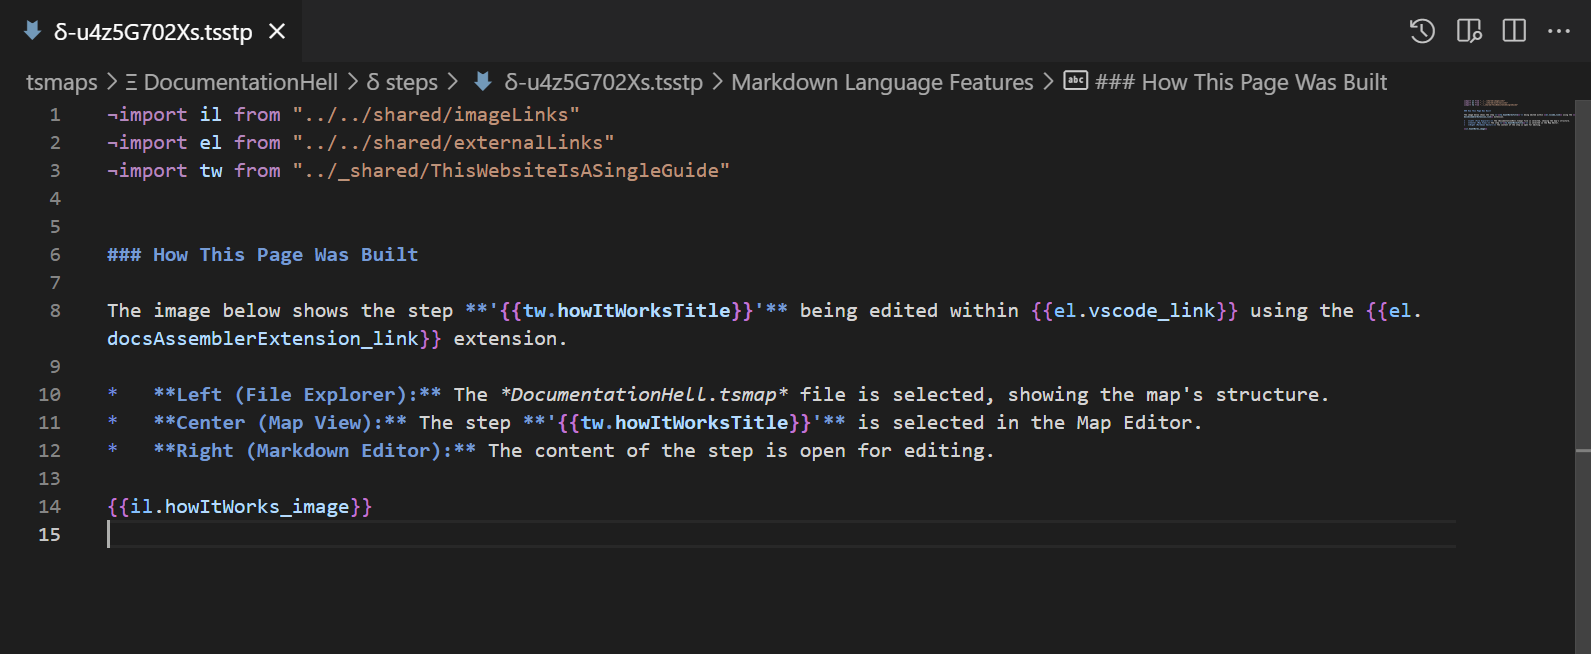 δ-u4z5G702Xs.tsstp
tsmaps > Ξ DocumentationHell > δ steps > δ-u4z5G702Xs.tsstp > Markdown Language Features > abc ### How This Page Was Built
1 ¬import il from "../../shared/imageLinks"
2 ¬import el from "../../shared/externalLinks"
3 ¬import tw from "../_shared/ThisWebsiteIsASingleGuide"
4
5
6 ### How This Page Was Built
7
8 The image below shows the step **'{{tw.howItWorksTitle}}'** being edited within {{el.vscode_link}} using the {{el.
docsAssemblerExtension_link}} extension.
9
10 *   **Left (File Explorer):** The *DocumentationHell.tsmap* file is selected, showing the map's structure.
11 *   **Center (Map View):** The step **'{{tw.howItWorksTitle}}'** is selected in the Map Editor.
12 *   **Right (Markdown Editor):** The content of the step is open for editing.
13
14 {{il.howItWorks_image}}
15